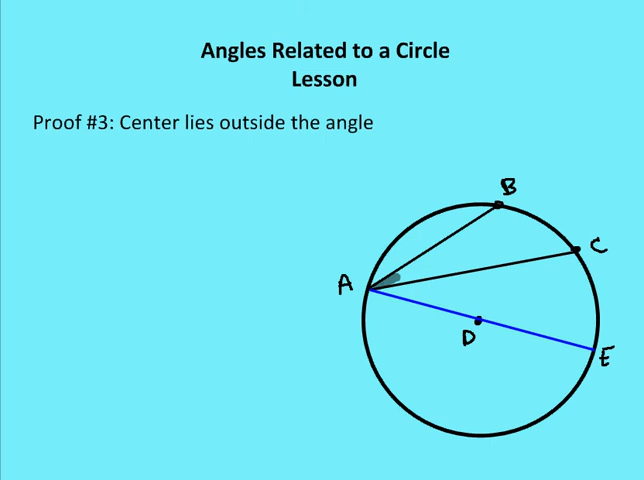 Angles Related to a Circle
Lesson
Proof #3: Center lies outside the angle
B
C
A
D
E